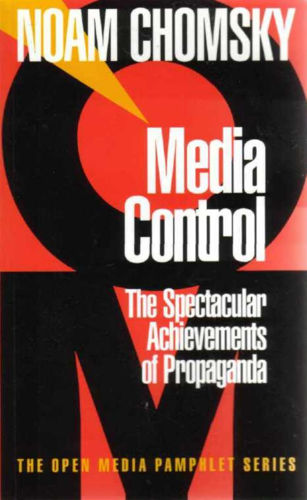 NOAM CHOMSKY
Media
Control
The Spectacular
Achievements
of Propaganda
THE OPEN MEDIA PAMPHLET SERIES